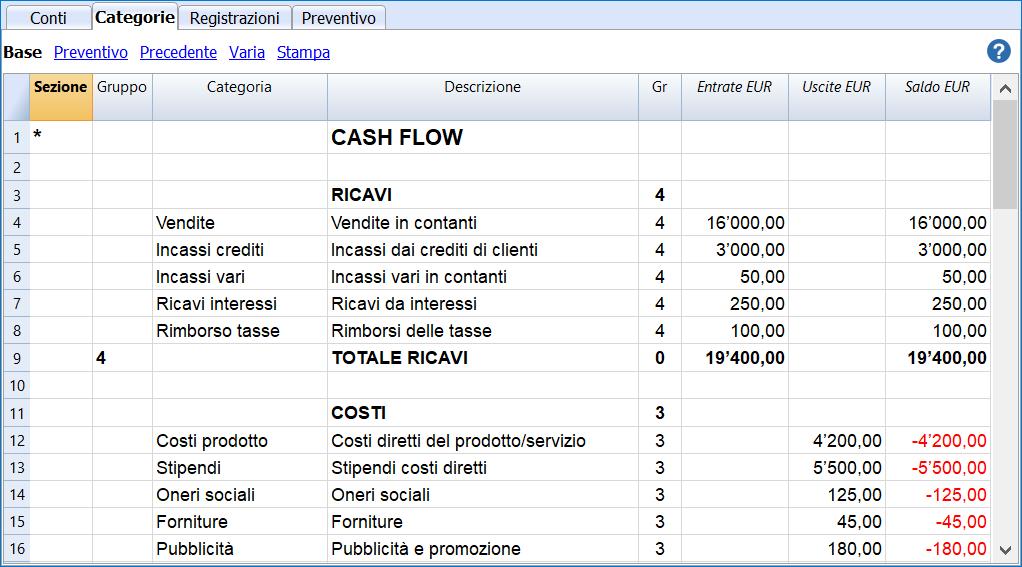 Conti Categorie Registrazioni Preventivo
Base Preventivo Precedente Varia Stampa ?
Sezione Gruppo Categoria Descrizione Gr Entrate EUR Uscite EUR Saldo EUR
1 * CASH FLOW
2
3 RICAVI 4
4 Vendite Vendite in contanti 4 16’000,00 16’000,00
5 Incassi crediti Incassi dai crediti di clienti 4 3’000,00 3’000,00
6 Incassi vari Incassi vari in contanti 4 50,00 50,00
7 Ricavi interessi Ricavi da interessi 4 250,00 250,00
8 Rimborso tasse Rimborsi delle tasse 4 100,00 100,00
9 4 TOTALE RICAVI 0 19’400,00 19’400,00
10
11 COSTI 3
12 Costi prodotto Costi diretti del prodotto/servizio 3 4’200,00 -4’200,00
13 Stipendi Stipendi costi diretti 3 5’500,00 -5’500,00
14 Oneri sociali Oneri sociali 3 125,00 -125,00
15 Forniture Forniture 3 45,00 -45,00
16 Pubblicità Pubblicità e promozione 3 180,00 -180,00